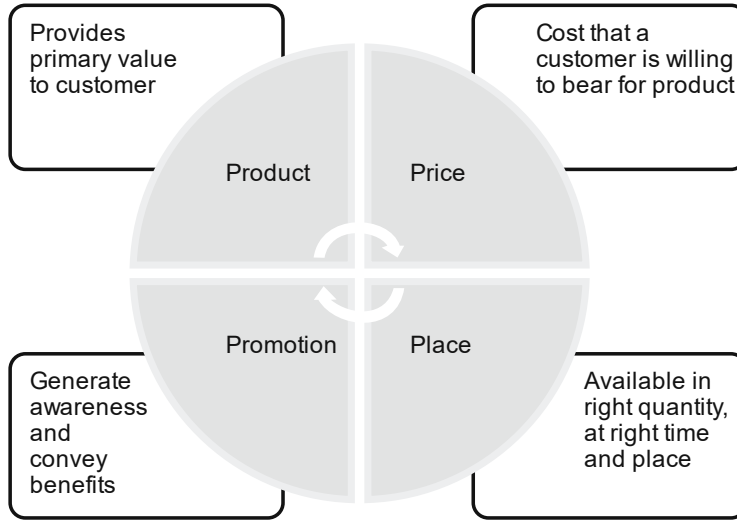 Provides
primary value
to customer
Cost that a
customer is willing
to bear for product
Product
Price
Promotion
Place
Generate
awareness
and
convey
benefits
Available in
right quantity,
at right time
and place